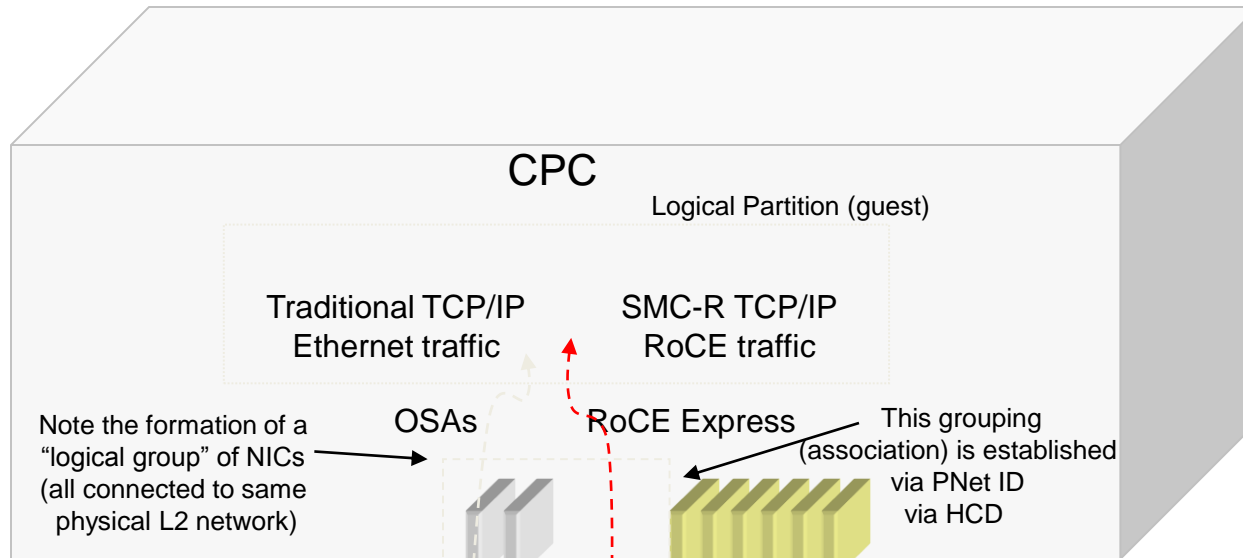 CPC
Logical Partition (guest)
Traditional TCP/IP
Ethernet traffic
SMC-R TCP/IP
RoCE traffic
Note the formation of a
“logical group” of NICs
(all connected to same
physical L2 network)
OSAs
RoCE Express
This grouping
(association) is established
via PNet ID
via HCD